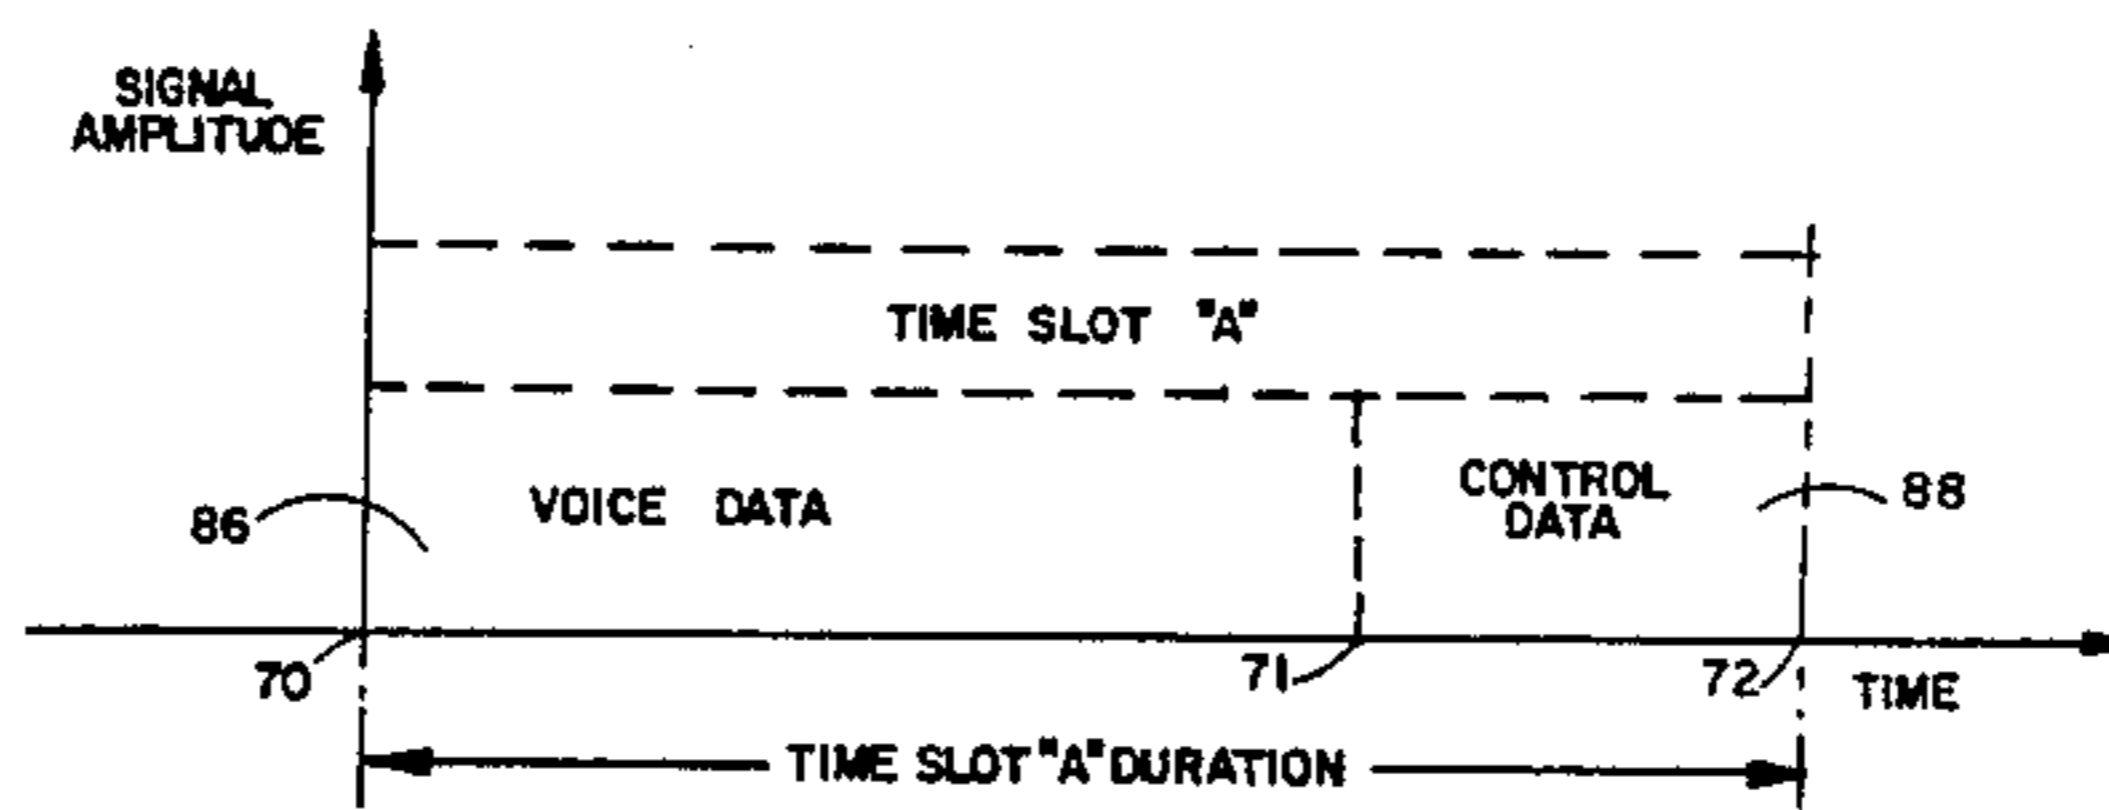 SIGNAL
AMPLITUDE
TIME SLOT "A"
VOICE DATA
CONTROL
DATA
86
88
70
71
72
TIME
TIME SLOT "A" DURATION